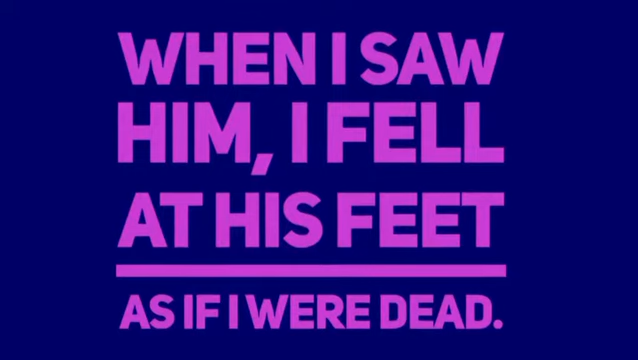 WHEN I SAW
HIM, I FELL
AT HIS FEET
AS IF I WERE DEAD.